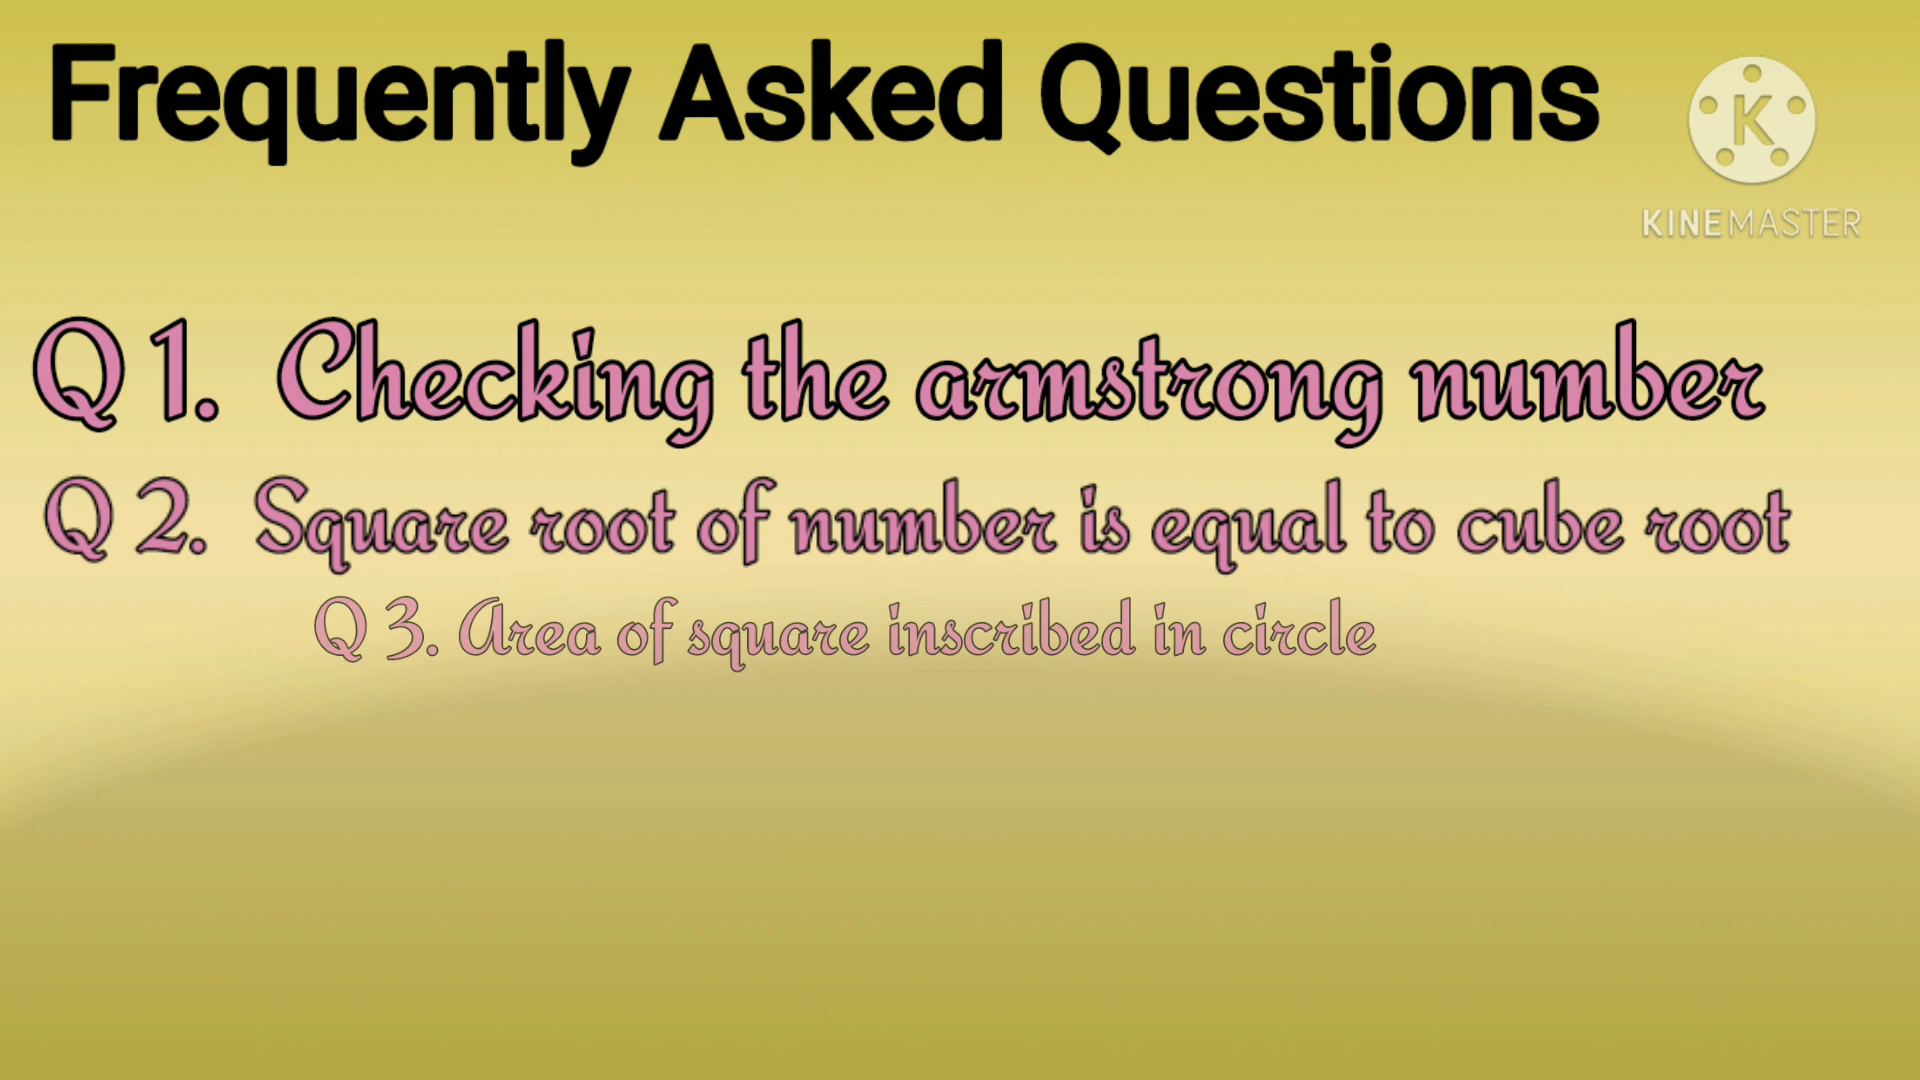 Frequently Asked Questions
K
KINEMASTER
Q 1. Checking the armstrong number
Q 2. Square root of number is equal to cube root
Q 3. Area of square inscribed in circle